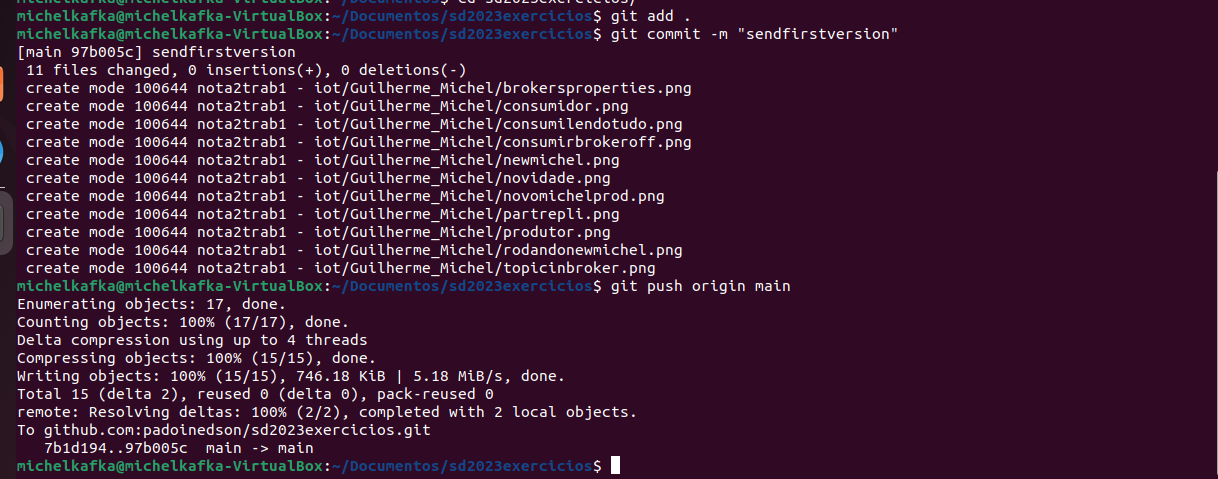 michelkafka@michelkafka-VirtualBox:~/Documentos$ cd sd2023exercicios/
michelkafka@michelkafka-VirtualBox:~/Documentos/sd2023exercicios$ git add .
michelkafka@michelkafka-VirtualBox:~/Documentos/sd2023exercicios$ git commit -m "sendfirstversion"
[main 97b005c] sendfirstversion
 11 files changed, 0 insertions(+), 0 deletions(-)
 create mode 100644 nota2trab1 - iot/Guilherme_Michel/brokersproperties.png
 create mode 100644 nota2trab1 - iot/Guilherme_Michel/consumidor.png
 create mode 100644 nota2trab1 - iot/Guilherme_Michel/consumilendotudo.png
 create mode 100644 nota2trab1 - iot/Guilherme_Michel/consumirbrokeroff.png
 create mode 100644 nota2trab1 - iot/Guilherme_Michel/newmichel.png
 create mode 100644 nota2trab1 - iot/Guilherme_Michel/novidade.png
 create mode 100644 nota2trab1 - iot/Guilherme_Michel/novomichelprod.png
 create mode 100644 nota2trab1 - iot/Guilherme_Michel/partrepli.png
 create mode 100644 nota2trab1 - iot/Guilherme_Michel/produtor.png
 create mode 100644 nota2trab1 - iot/Guilherme_Michel/rodandonewmichel.png
 create mode 100644 nota2trab1 - iot/Guilherme_Michel/topicinbroker.png
michelkafka@michelkafka-VirtualBox:~/Documentos/sd2023exercicios$ git push origin main
Enumerating objects: 17, done.
Counting objects: 100% (17/17), done.
Delta compression using up to 4 threads
Compressing objects: 100% (15/15), done.
Writing objects: 100% (15/15), 746.18 KiB | 5.18 MiB/s, done.
Total 15 (delta 2), reused 0 (delta 0), pack-reused 0
remote: Resolving deltas: 100% (2/2), completed with 2 local objects.
To github.com:padoinedson/sd2023exercicios.git
   7b1d194..97b005c  main -> main
michelkafka@michelkafka-VirtualBox:~/Documentos/sd2023exercicios$